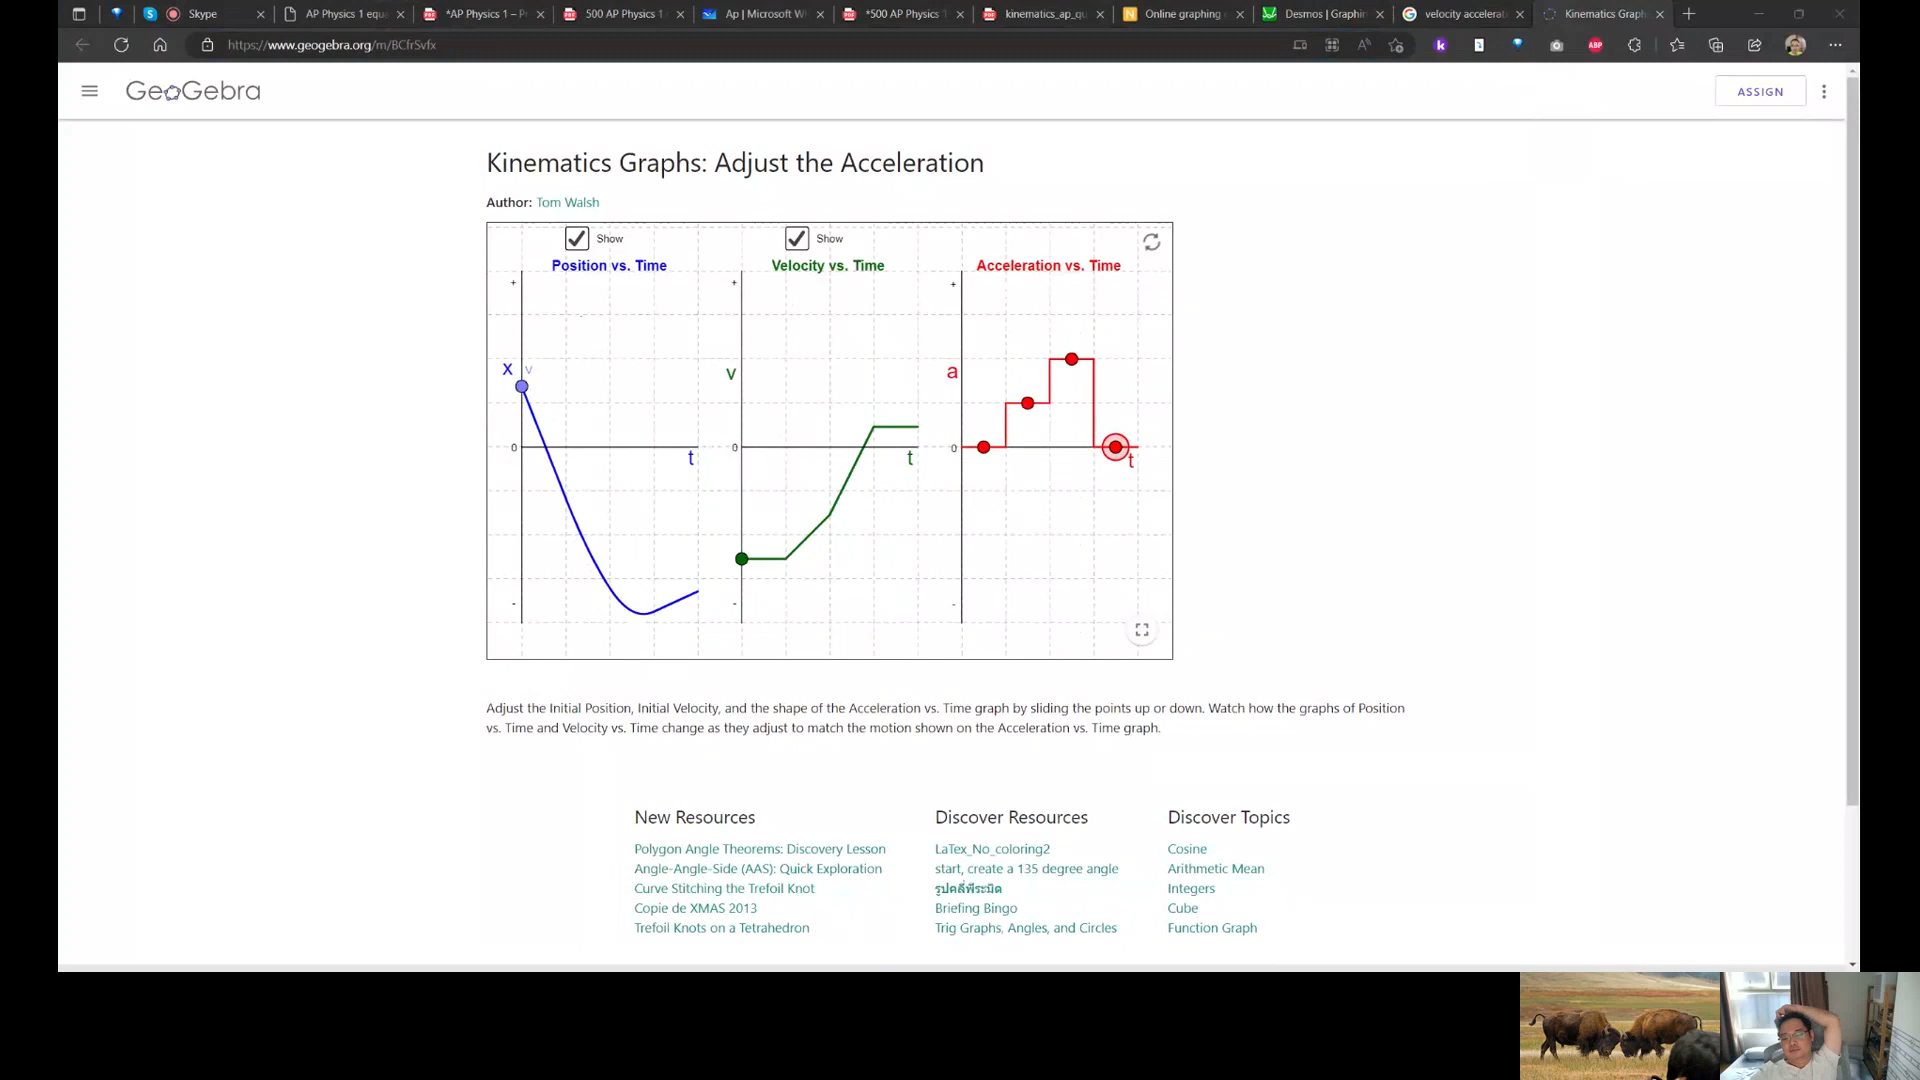 Skype
AP Physics 1 equ
*AP Physics 1 – P
500 AP Physics 1
Ap | Microsoft W
*500 AP Physics 1
kinematics_ap_qu
Online graphing
Desmos | Graphin
velocity accelerat
Kinematics Graph
https://www.geogebra.org/m/BCfrSvfx
ABP
GeoGebra
ASSIGN
Kinematics Graphs: Adjust the Acceleration
Author: Tom Walsh
Show
Show
Position vs. Time
Velocity vs. Time
Acceleration vs. Time
+
+
+
x v
v
a
0
t
0
t
0
t
-
-
-
Adjust the Initial Position, Initial Velocity, and the shape of the Acceleration vs. Time graph by sliding the points up or down. Watch how the graphs of Position
vs. Time and Velocity vs. Time change as they adjust to match the motion shown on the Acceleration vs. Time graph.
New Resources
Polygon Angle Theorems: Discovery Lesson
Angle-Angle-Side (AAS): Quick Exploration
Curve Stitching the Trefoil Knot
Copie de XMAS 2013
Trefoil Knots on a Tetrahedron
Discover Resources
LaTex_No_coloring2
start, create a 135 degree angle
รูปคลี่พีระมิด
Briefing Bingo
Trig Graphs, Angles, and Circles
Discover Topics
Cosine
Arithmetic Mean
Integers
Cube
Function Graph